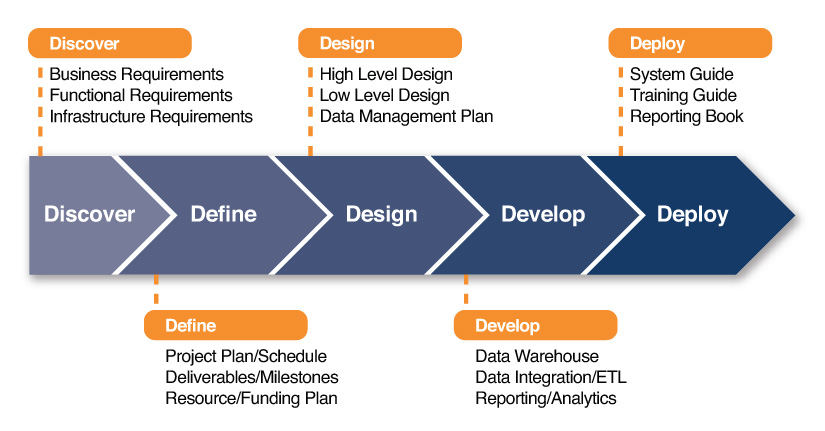 Discover
Business Requirements
Functional Requirements
Infrastructure Requirements
Design
High Level Design
Low Level Design
Data Management Plan
Deploy
System Guide
Training Guide
Reporting Book
Discover
Define
Design
Develop
Deploy
Define
Project Plan/Schedule
Deliverables/Milestones
Resource/Funding Plan
Develop
Data Warehouse
Data Integration/ETL
Reporting/Analytics